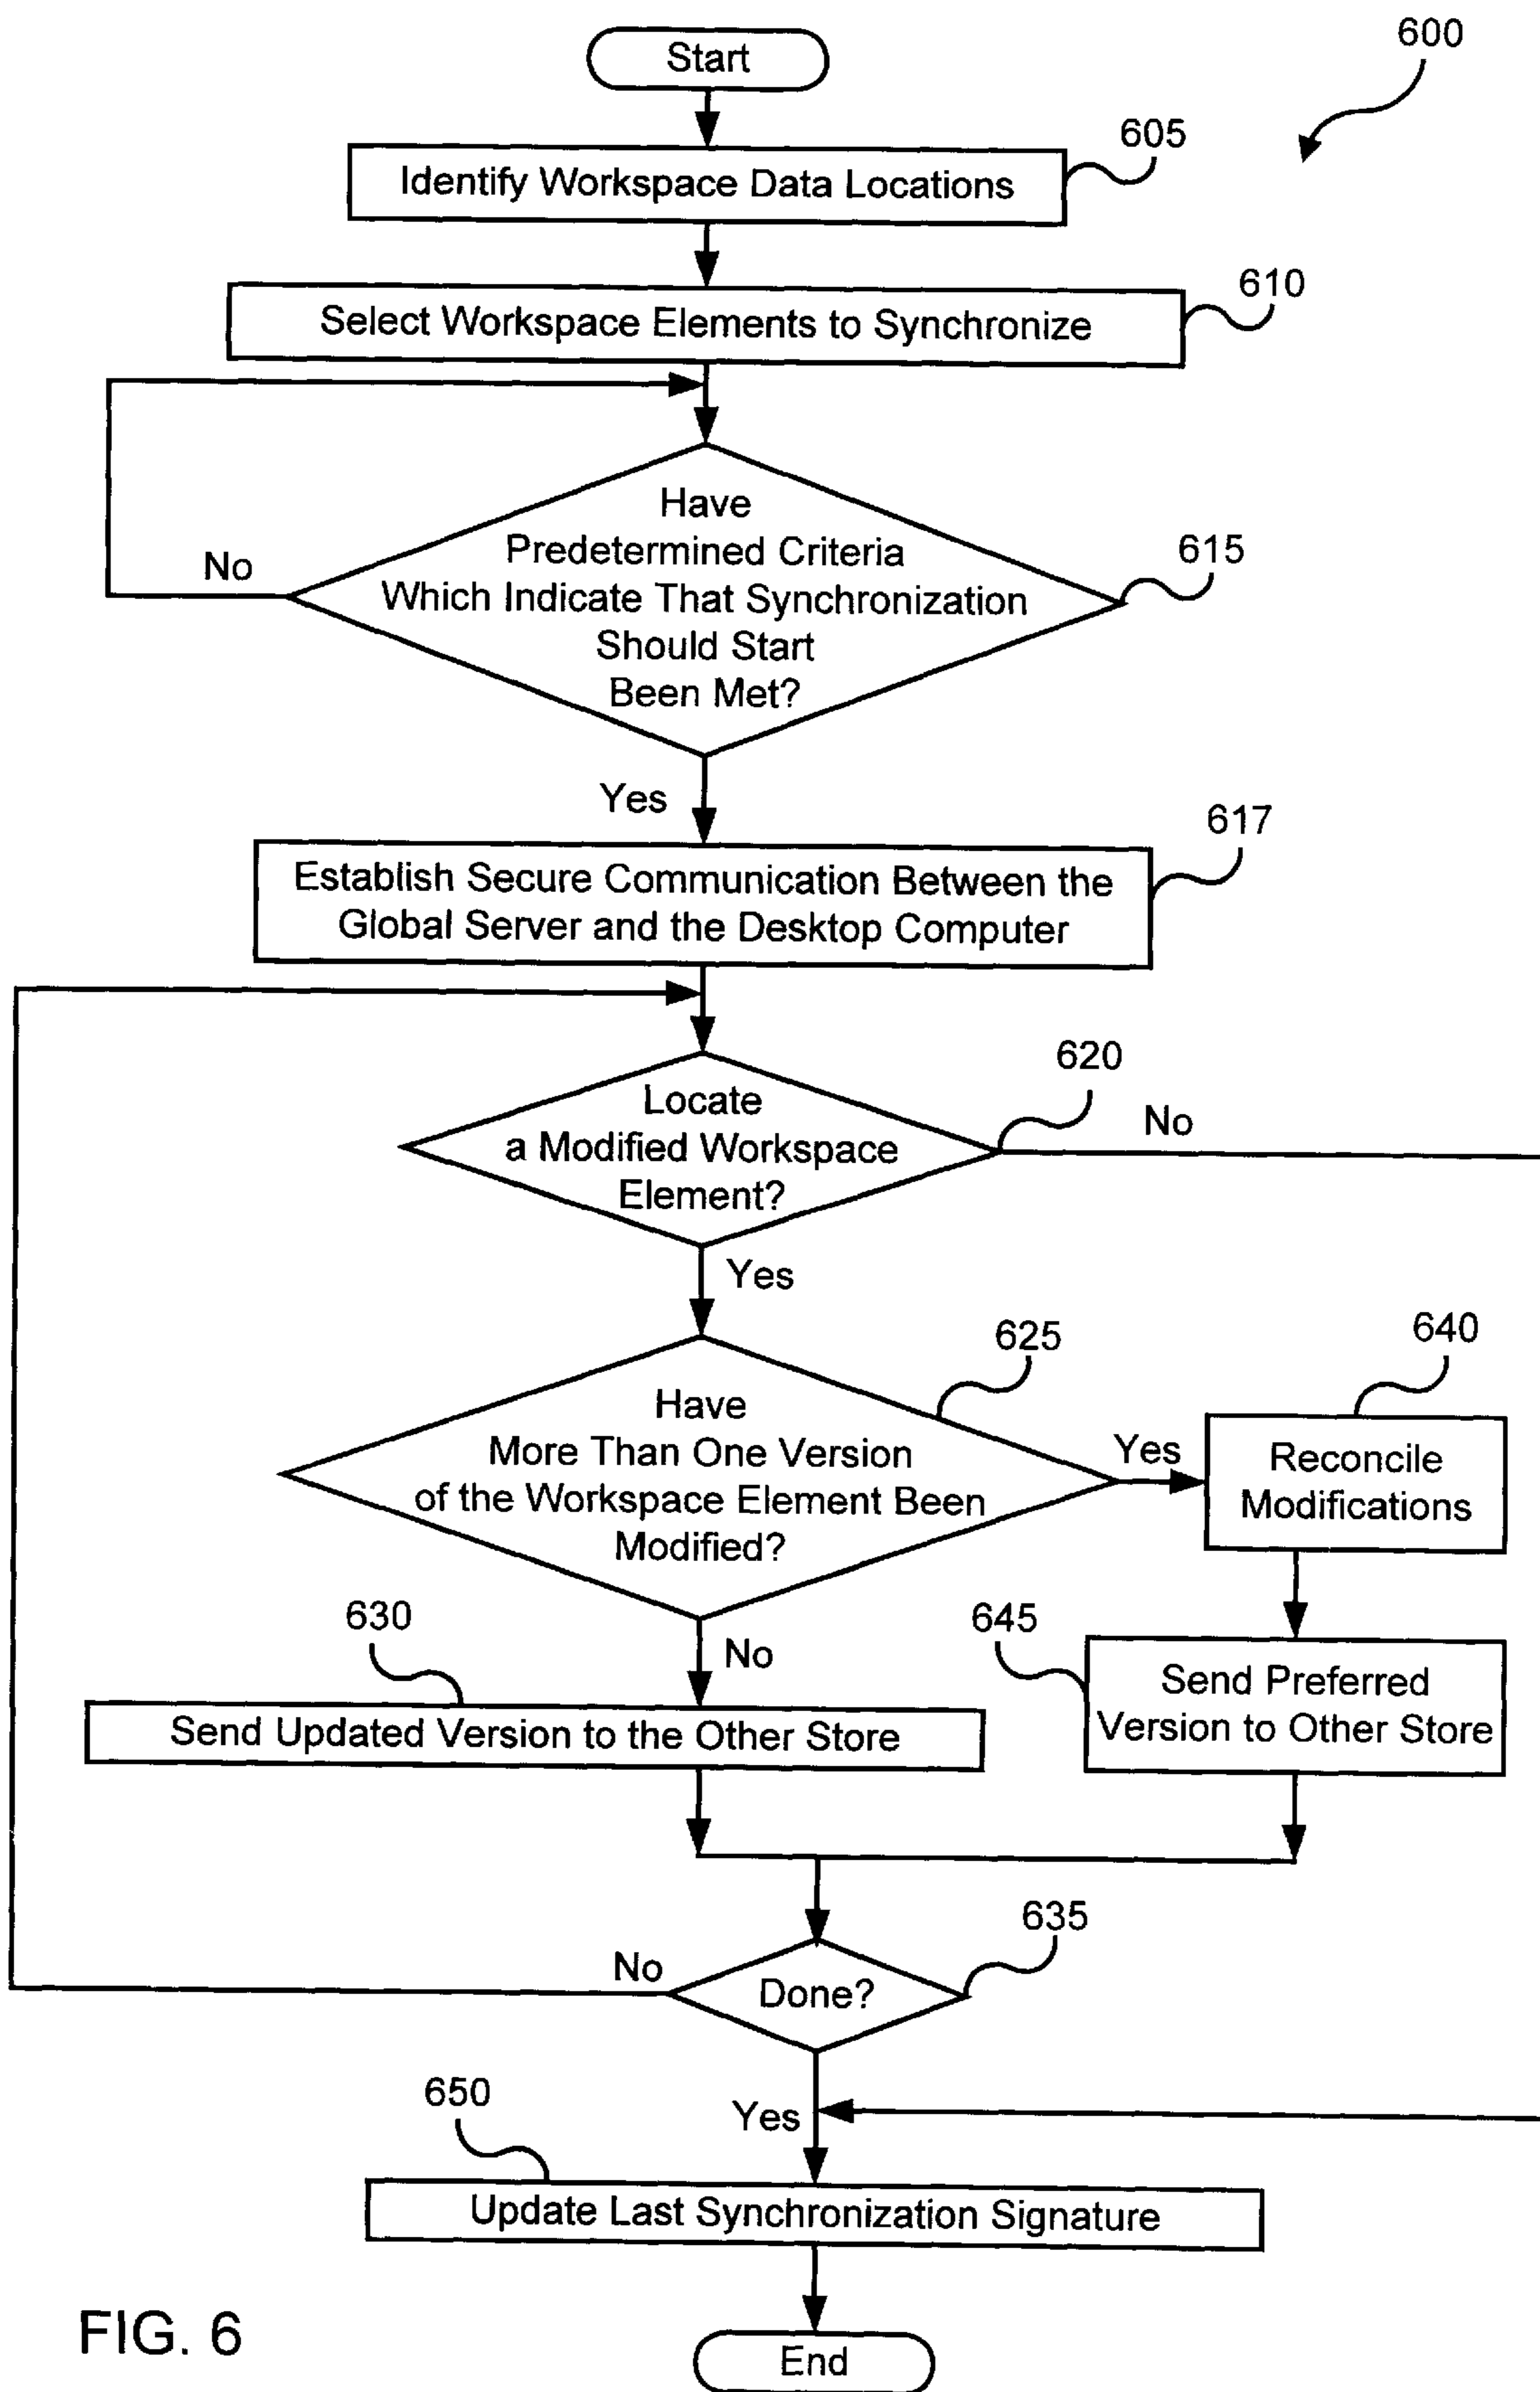 Start
600
605
Identify Workspace Data Locations
610
Select Workspace Elements to Synchronize
Have
Predetermined Criteria
Which Indicate That Synchronization
Should Start
Been Met?
615
No
Yes
617
Establish Secure Communication Between the
Global Server and the Desktop Computer
620
Locate
a Modified Workspace
Element?
No
Yes
625
640
Have
More Than One Version
of the Workspace Element Been
Modified?
Yes
Reconcile
Modifications
630
No
645
Send Updated Version to the Other Store
Send Preferred
Version to Other Store
635
No
Done?
650
Yes
Update Last Synchronization Signature
FIG. 6
End